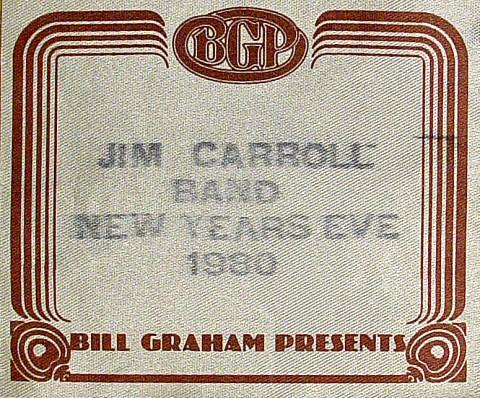 BGP
JIM CARROLL
BAND
NEW YEARS EVE
1980
BILL GRAHAM PRESENTS